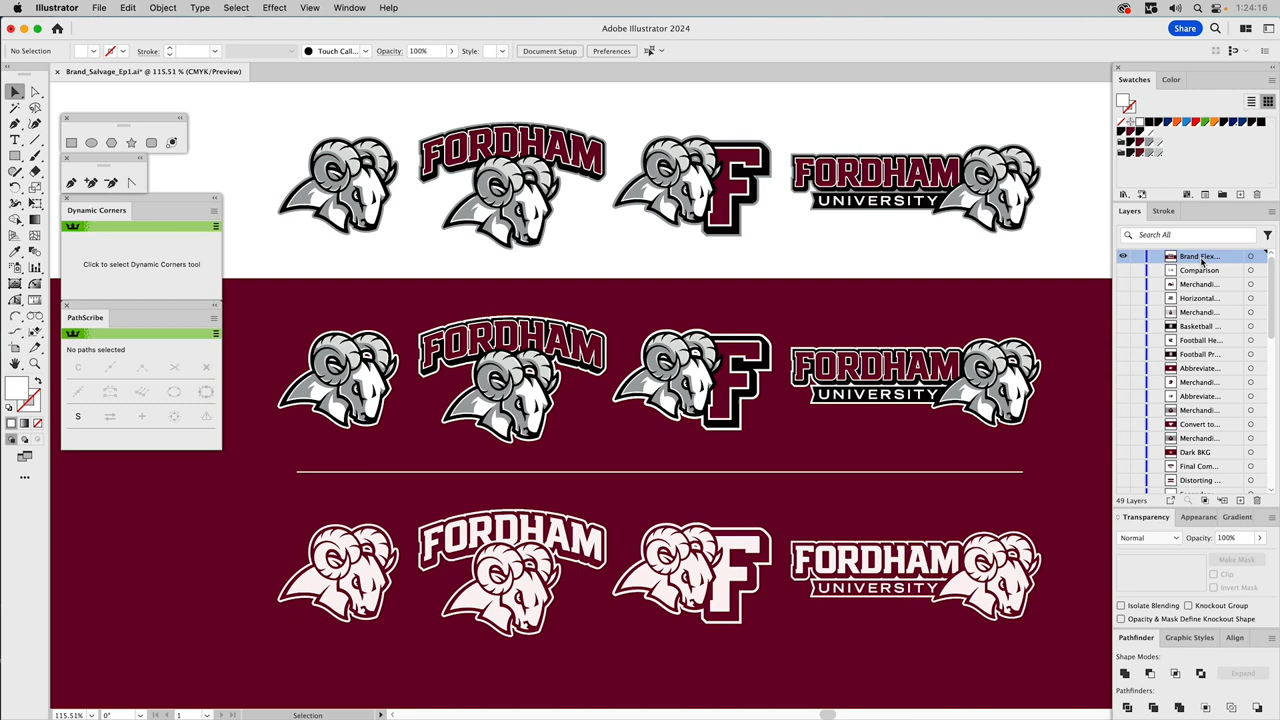 Illustrator File Edit Object Type Select Effect View Window Help 1:24:16
Adobe Illustrator 2024
Share
No Selection Stroke: Touch Call... Opacity: 100% Style: Document Setup Preferences
Brand_Salvage_Ep1.ai* @ 115.51 % (CMYK/Preview)
Swatches Color
FORDHAM
F
FORDHAM
UNIVERSITY
Dynamic Corners
Click to select Dynamic Corners tool
PathScribe
No paths selected
C
S
Layers Stroke
Search All
Brand Flex...
Comparison
Merchandi...
Horizontal...
Merchandi...
Basketball ...
Football He...
Football Pr...
Abbreviate...
Merchandi...
Abbreviate...
Merchandi...
Convert to...
Merchandi...
Dark BKG
Final Com...
Distorting ...
49 Layers
FORDHAM
F
FORDHAM
UNIVERSITY
FORDHAM
F
FORDHAM
UNIVERSITY
Transparency Appearanc Gradient
Normal Opacity: 100%
Make Mask
Clip
Invert Mask
Isolate Blending Knockout Group
Opacity & Mask Define Knockout Shape
Pathfinder Graphic Styles Align
Shape Modes:
Expand
Pathfinders:
115.51% 0° 1 Selection